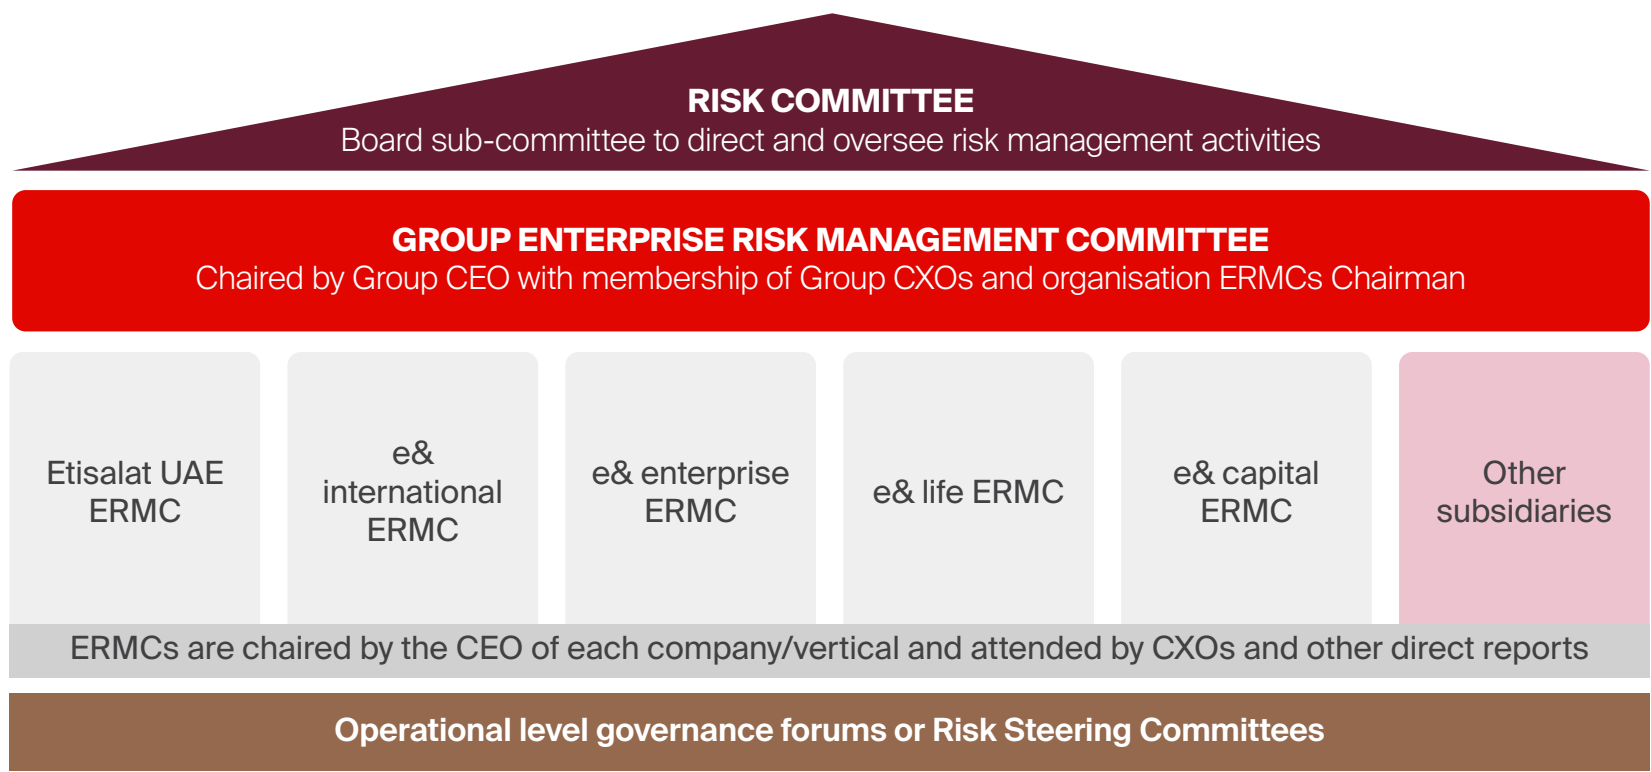 RISK COMMITTEE
Board sub-committee to direct and oversee risk management activities
GROUP ENTERPRISE RISK MANAGEMENT COMMITTEE
Chaired by Group CEO with membership of Group CXOs and organisation ERMCs Chairman
Etisalat UAE
ERMC
e&
international
ERMC
e& enterprise
ERMC
e& life ERMC
e& capital
ERMC
Other
subsidiaries
ERMCs are chaired by the CEO of each company/vertical and attended by CXOs and other direct reports
Operational level governance forums or Risk Steering Committees